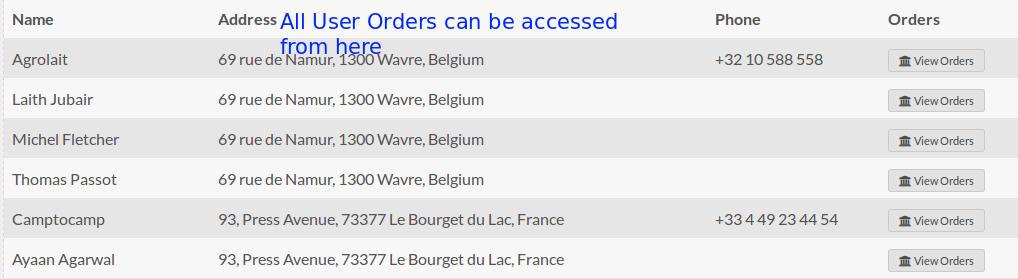 Name Address All User Orders can be accessed Phone Orders
from here
Agrolait 69 rue de Namur, 1300 Wavre, Belgium +32 10 588 558 View Orders
Laith Jubair 69 rue de Namur, 1300 Wavre, Belgium View Orders
Michel Fletcher 69 rue de Namur, 1300 Wavre, Belgium View Orders
Thomas Passot 69 rue de Namur, 1300 Wavre, Belgium View Orders
Camptocamp 93, Press Avenue, 73377 Le Bourget du Lac, France +33 4 49 23 44 54 View Orders
Ayaan Agarwal 93, Press Avenue, 73377 Le Bourget du Lac, France View Orders